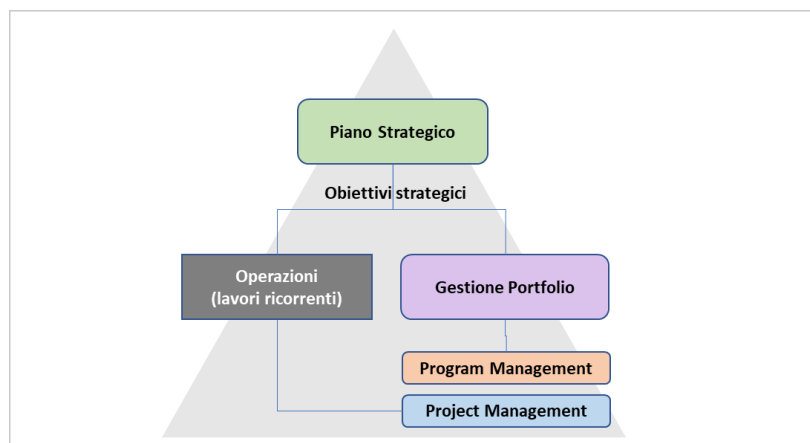 Piano Strategico
Obiettivi strategici
Operazioni
(lavori ricorrenti)
Gestione Portfolio
Program Management
Project Management